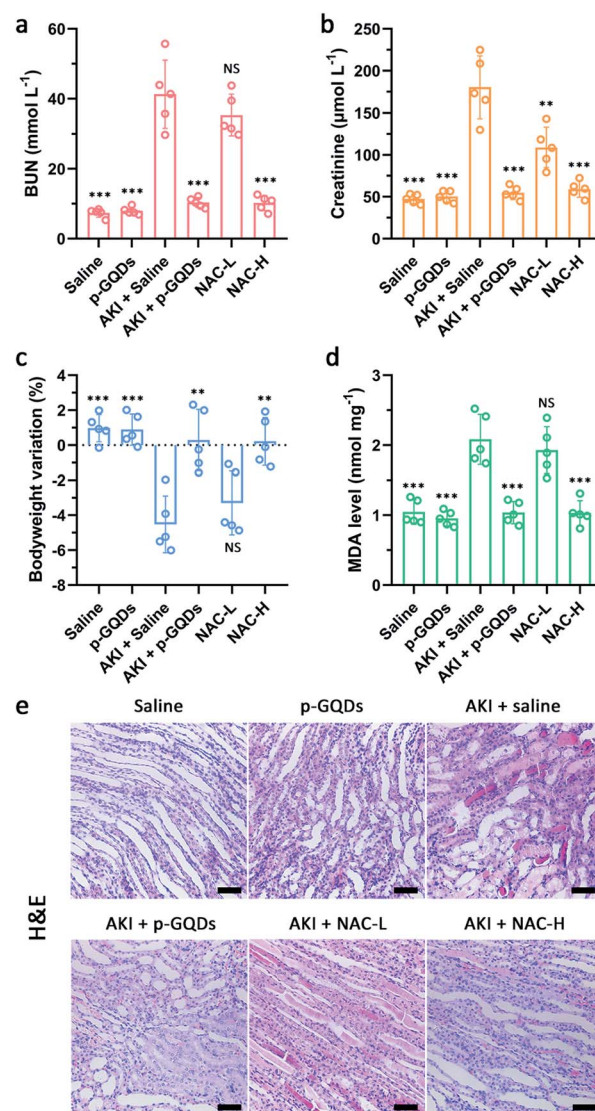 a
BUN (mmol L⁻¹)
60
40
20
0
***
***
***
NS
***
Saline
p-GQDs
AKI + Saline
AKI + p-GQDs
NAC-L
NAC-H
b
Creatinine (μmol L⁻¹)
250
200
150
100
50
0
***
***
***
**
***
Saline
p-GQDs
AKI + Saline
AKI + p-GQDs
NAC-L
NAC-H
c
Bodyweight variation (%)
4
2
0
-2
-4
-6
-8
***
***
**
NS
**
Saline
p-GQDs
AKI + Saline
AKI + p-GQDs
NAC-L
NAC-H
d
MDA level (nmol mg⁻¹)
3
2
1
0
***
***
***
NS
***
Saline
p-GQDs
AKI + Saline
AKI + p-GQDs
NAC-L
NAC-H
e
H&E
Saline
p-GQDs
AKI + saline
AKI + p-GQDs
AKI + NAC-L
AKI + NAC-H